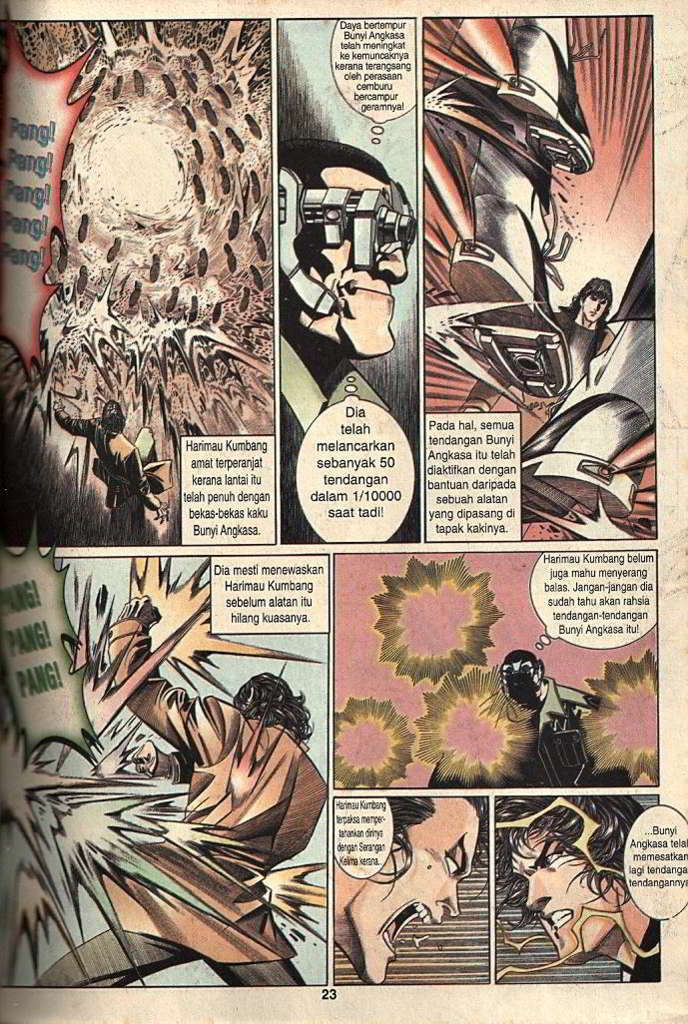 Pang!
Pang!
Pang!
Pang!
Pang!
Harimau Kumbang
amat terperanjat
kerana lantai itu
telah penuh dengan
bekas-bekas kaku
Bunyi Angkasa.
Daya bertempur
Bunyi Angkasa
telah meningkat
ke kemuncaknya
kerana terangsang
oleh perasaan
cemburu
bercampur
geramnya!
Dia
telah
melancarkan
sebanyak 50
tendangan
dalam 1/10000
saat tadi!
Pada hal, semua
tendangan Bunyi
Angkasa itu telah
diaktifkan dengan
bantuan daripada
sebuah alatan
yang dipasang di
tapak kakinya.
PANG!
PANG!
PANG!
Dia mesti menewaskan
Harimau Kumbang
sebelum alatan itu
hilang kuasanya.
Harimau Kumbang belum
juga mahu menyerang
balas. Jangan-jangan dia
sudah tahu akan rahsia
tendangan-tendangan
Bunyi Angkasa itu!
Harimau Kumbang
terpaksa memper-
tahankan dirinya
dengan Serangan
Kelima kerana...
...Bunyi
Angkasa telah
memesatkan
lagi tendangan
tendangannya
23